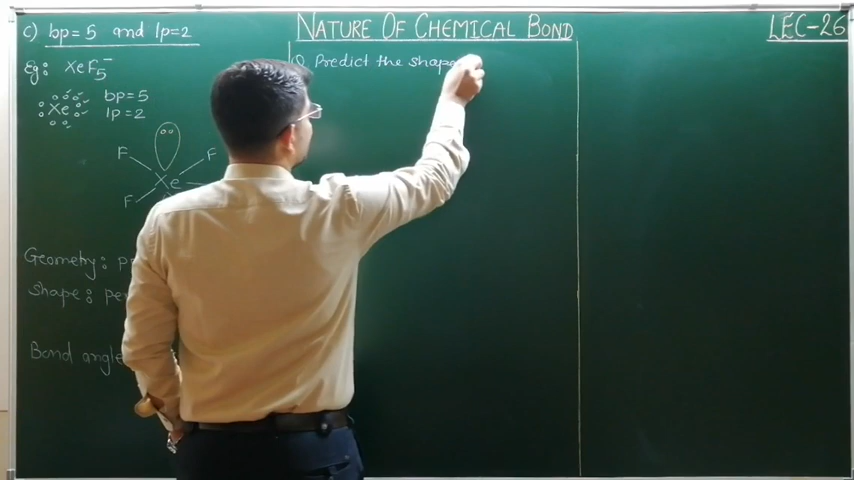 NATURE OF CHEMICAL BOND
LEC-26
c) bp=5 and lp=2
Eg: XeF5⁻
Xe
bp=5
lp=2
F
F
Xe
F
Geometry:
Shape:
Bond angle
Q Predict the shape